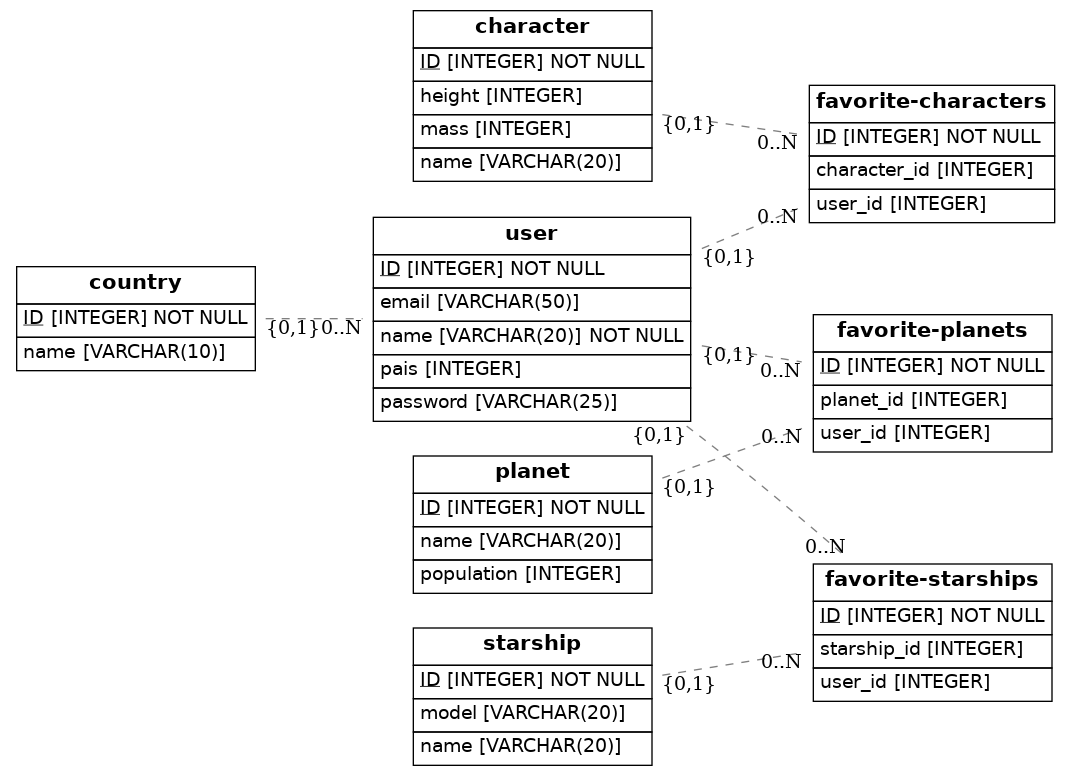 character
ID [INTEGER] NOT NULL
height [INTEGER]
mass [INTEGER]
name [VARCHAR(20)]
{0,1}
0..N
favorite-characters
ID [INTEGER] NOT NULL
character_id [INTEGER]
user_id [INTEGER]
0..N
{0,1}
user
ID [INTEGER] NOT NULL
email [VARCHAR(50)]
name [VARCHAR(20)] NOT NULL
pais [INTEGER]
password [VARCHAR(25)]
country
ID [INTEGER] NOT NULL
name [VARCHAR(10)]
{0,1}
0..N
{0,1}
0..N
favorite-planets
ID [INTEGER] NOT NULL
planet_id [INTEGER]
user_id [INTEGER]
{0,1}
0..N
planet
ID [INTEGER] NOT NULL
name [VARCHAR(20)]
population [INTEGER]
{0,1}
0..N
favorite-starships
ID [INTEGER] NOT NULL
starship_id [INTEGER]
user_id [INTEGER]
starship
ID [INTEGER] NOT NULL
model [VARCHAR(20)]
name [VARCHAR(20)]
{0,1}
0..N